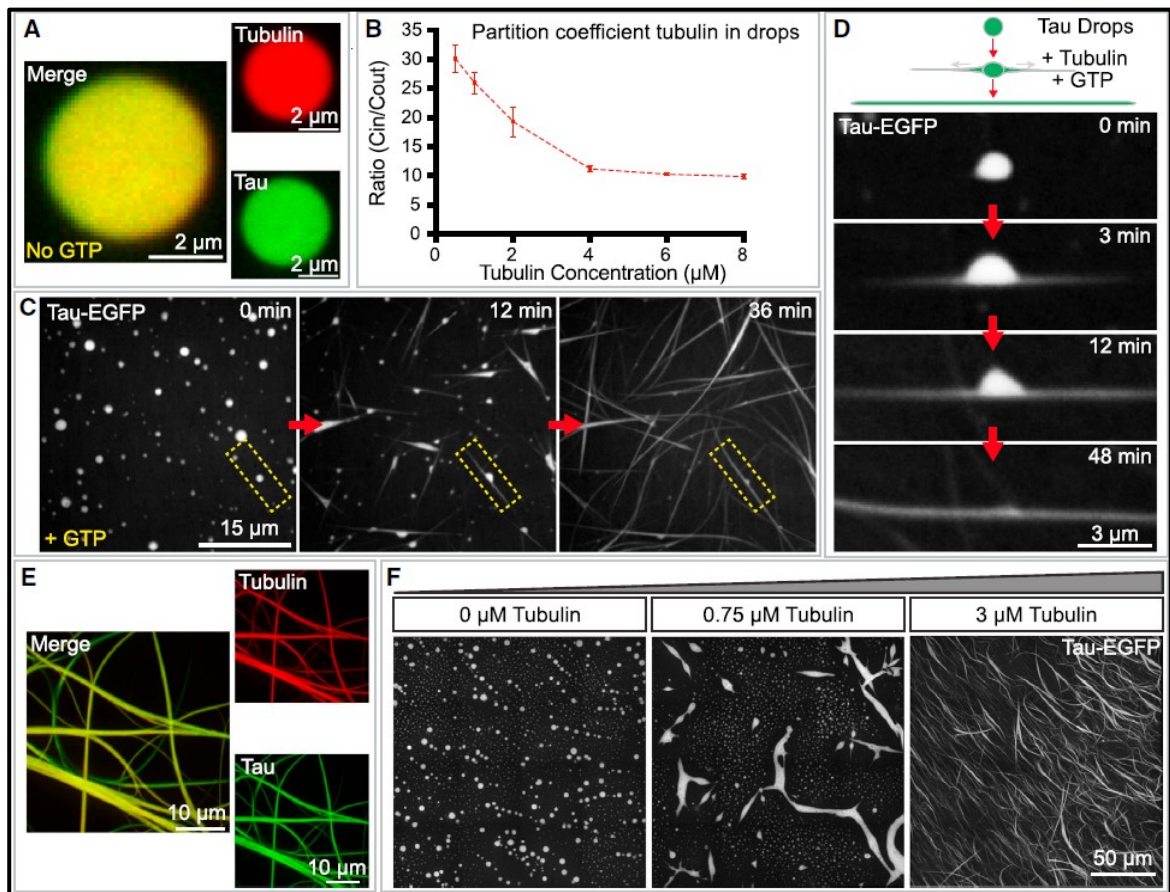 A
Merge
No GTP
2 µm
Tubulin
2 µm
Tau
2 µm
B
Partition coefficient tubulin in drops
Ratio (Cin/Cout)
35
30
25
20
15
10
5
0
0 2 4 6 8
Tubulin Concentration (µM)
C
Tau-EGFP 0 min
+ GTP
15 µm
12 min
36 min
D
Tau Drops
+ Tubulin
+ GTP
Tau-EGFP 0 min
3 min
12 min
48 min
3 µm
E
Merge
10 µm
Tubulin
10 µm
Tau
10 µm
F
0 µM Tubulin 0.75 µM Tubulin 3 µM Tubulin
Tau-EGFP
50 µm